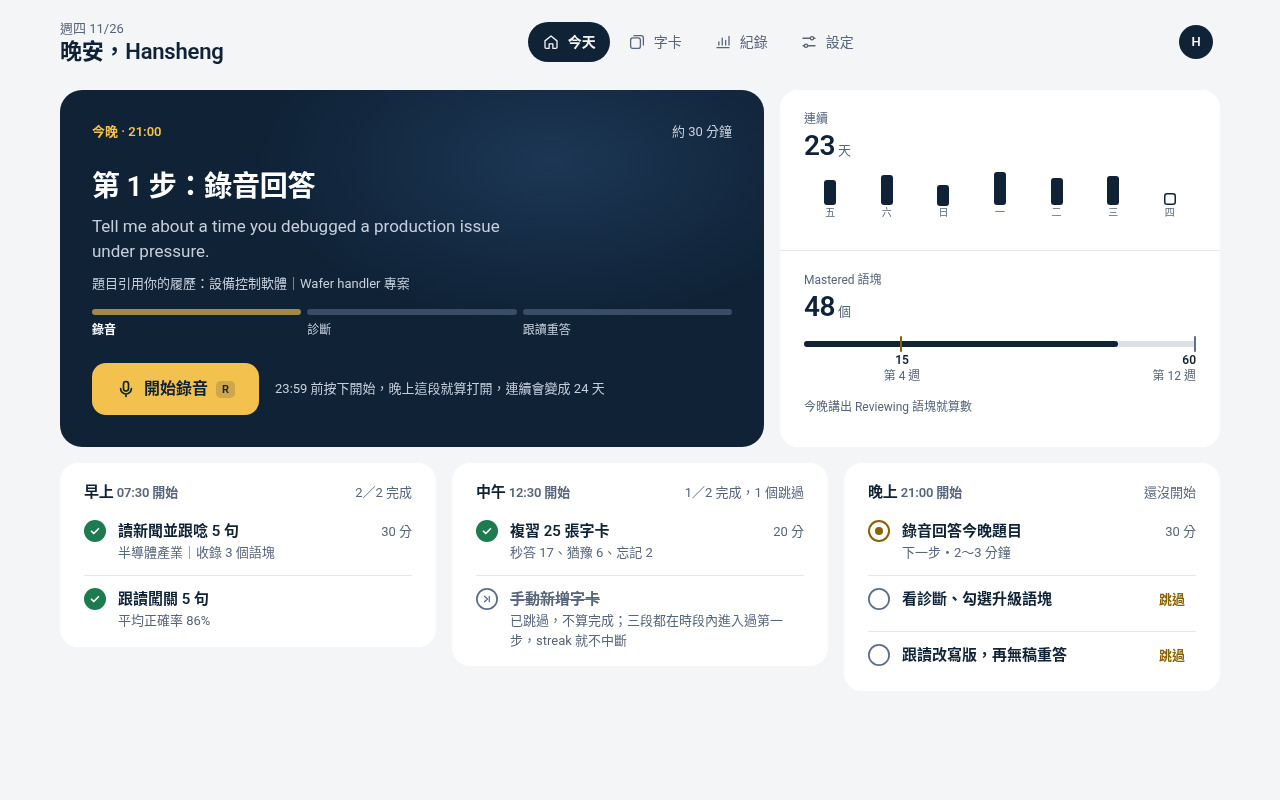 週四 11/26
晚安，Hansheng
今天
字卡
紀錄
設定
H
今晚 · 21:00
約 30 分鐘
第 1 步：錄音回答
Tell me about a time you debugged a production issue
under pressure.
題目引用你的履歷：設備控制軟體｜Wafer handler 專案
錄音
診斷
跟讀重答
開始錄音 R
23:59 前按下開始，晚上這段就算打開，連續會變成 24 天
連續
23 天
五
六
日
一
二
三
四
Mastered 語塊
48 個
15
第 4 週
60
第 12 週
今晚講出 Reviewing 語塊就算數
早上 07:30 開始
2／2 完成
讀新聞並跟唸 5 句
30 分
半導體產業｜收錄 3 個語塊
跟讀闖關 5 句
平均正確率 86%
中午 12:30 開始
1／2 完成，1 個跳過
複習 25 張字卡
20 分
秒答 17、猶豫 6、忘記 2
手動新增字卡
已跳過，不算完成；三段都在時段內進入過第一
步，streak 就不中斷
晚上 21:00 開始
還沒開始
錄音回答今晚題目
30 分
下一步・2～3 分鐘
看診斷、勾選升級語塊
跳過
跟讀改寫版，再無稿重答
跳過